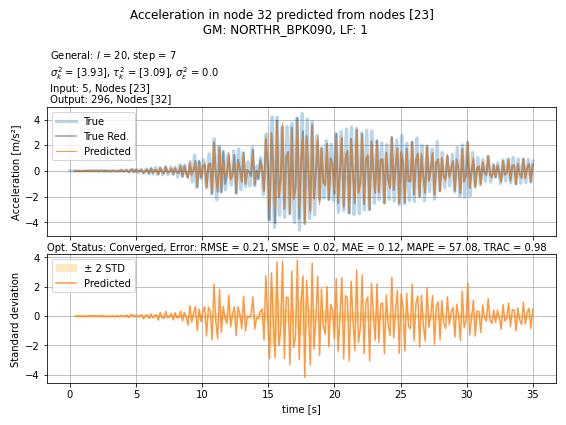 Acceleration in node 32 predicted from nodes [23]
GM: NORTHR_BPK090, LF: 1
General: l = 20, step = 7
σ²ₖ = [3.93], τ²ₖ = [3.09], σ²ε = 0.0
Input: 5, Nodes [23]
Output: 296, Nodes [32]
Acceleration [m/s²]
4
2
0
−2
−4
True
True Red.
Predicted
Opt. Status: Converged, Error: RMSE = 0.21, SMSE = 0.02, MAE = 0.12, MAPE = 57.08, TRAC = 0.98
Standard deviation
4
2
0
−2
−4
± 2 STD
Predicted
0 5 10 15 20 25 30 35
time [s]